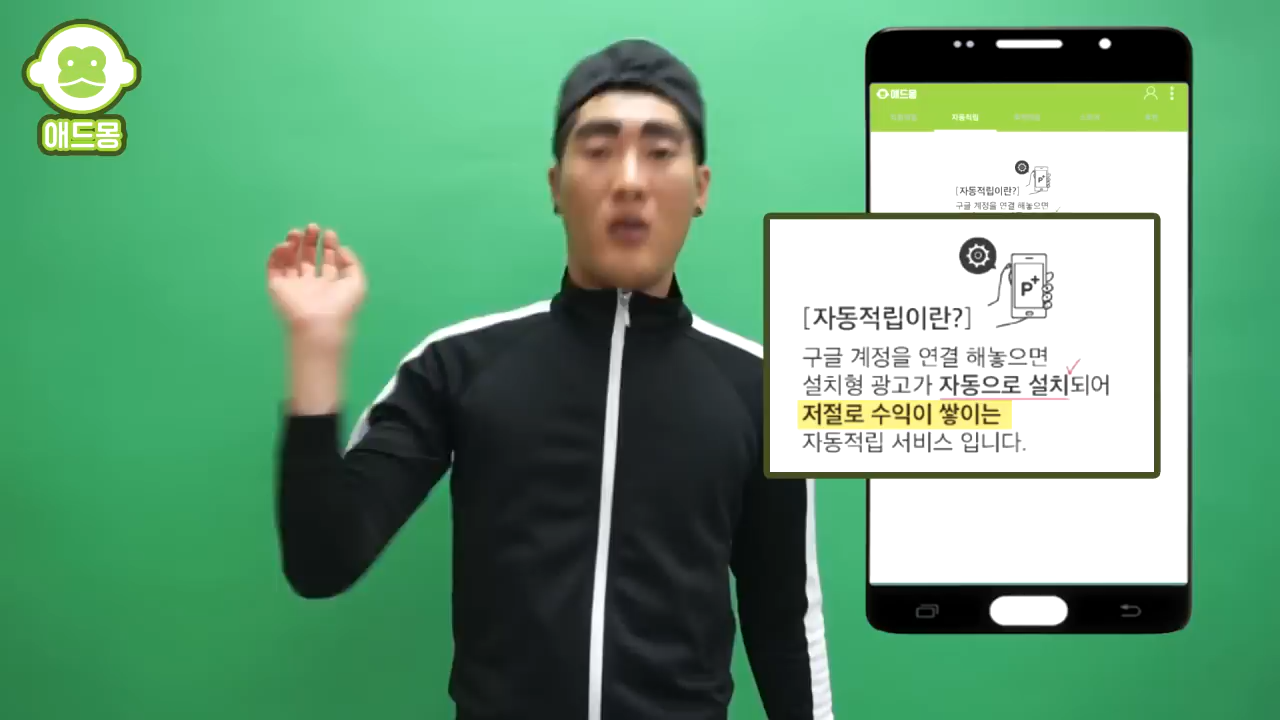 애드몽
애드몽
자동적립
[자동적립이란?]
구글 계정을 연결 해놓으면
P+
[자동적립이란?]
구글 계정을 연결 해놓으면
설치형 광고가 자동으로 설치되어
저절로 수익이 쌓이는
자동적립 서비스 입니다.